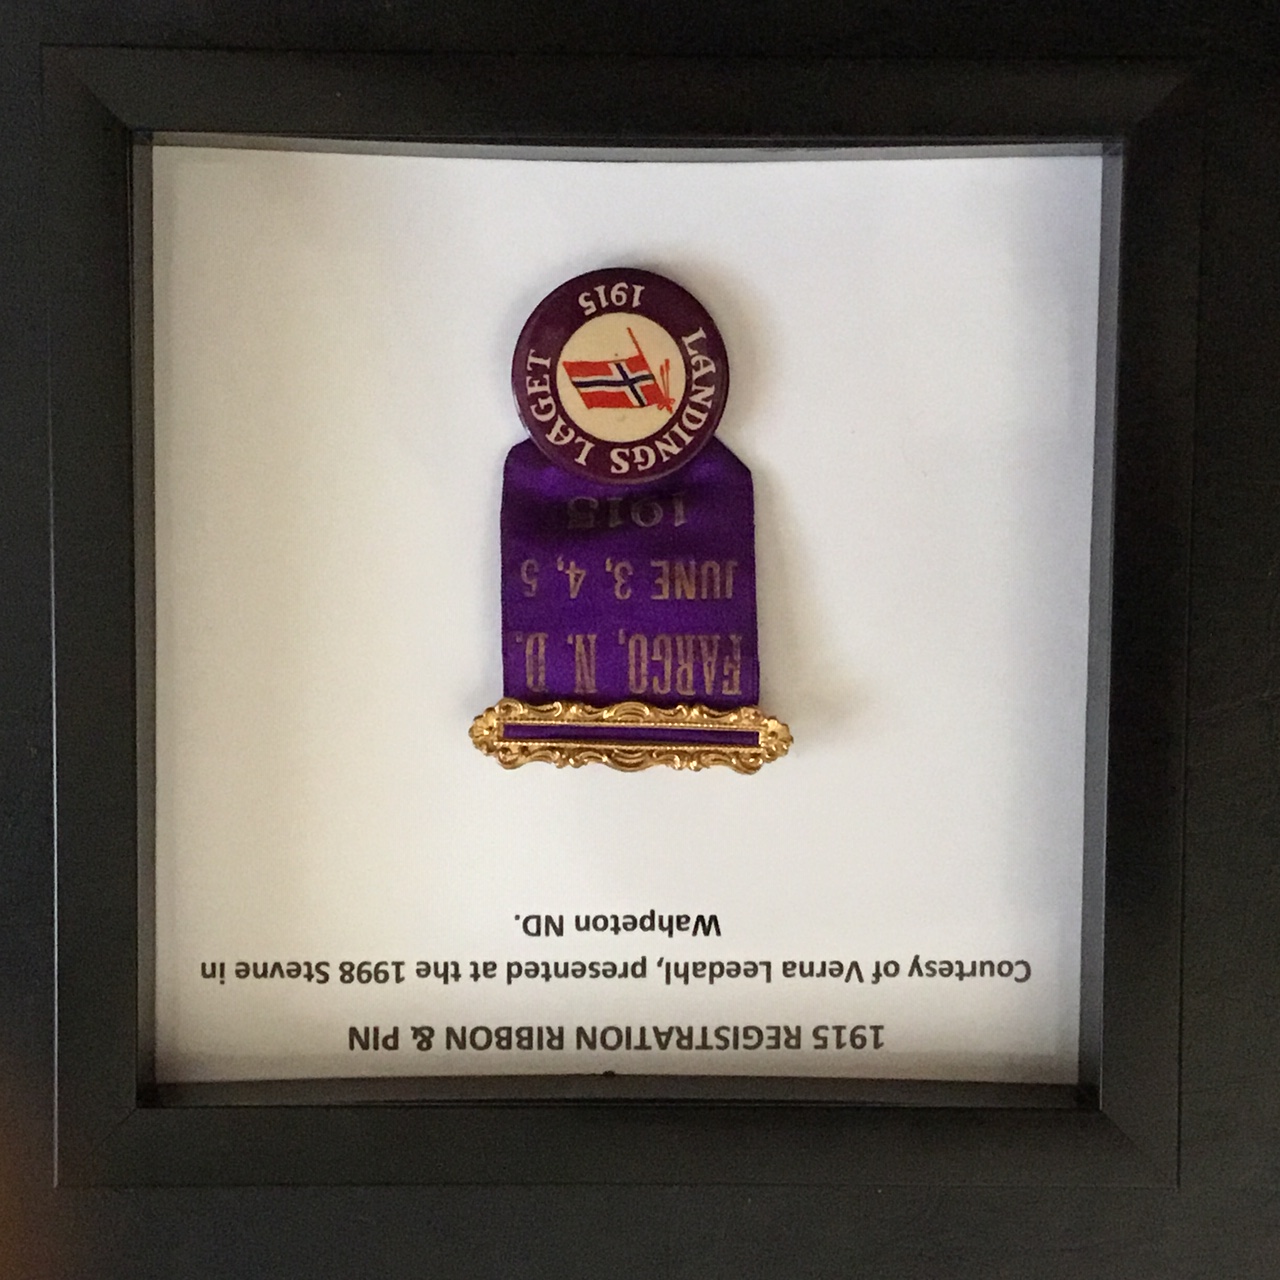 1915 REGISTRATION RIBBON & PIN
Courtesy of Verna Leedahl, presented at the 1998 Stevne in
Wahpeton ND.
FARGO, N. D.
JUNE 3, 4, 5
1915
LANDINGS LAGET
1915